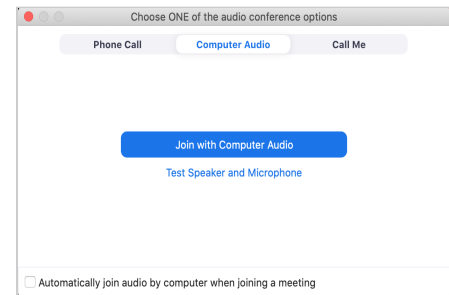 Choose ONE of the audio conference options
Phone Call Computer Audio Call Me
Join with Computer Audio
Test Speaker and Microphone
Automatically join audio by computer when joining a meeting